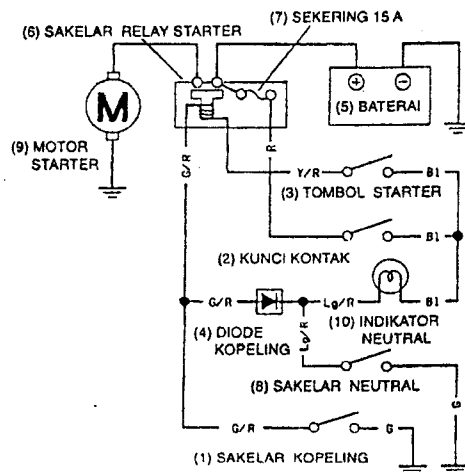 (7) SEKERING 15 A
(6) SAKELAR RELAY STARTER
+
−
(5) BATERAI
M
(9) MOTOR
STARTER
G/R
R
Y/R
Bl
(3) TOMBOL STARTER
Bl
(2) KUNCI KONTAK
G/R
Lg/R
Bl
(4) DIODE
KOPELING
Lg/R
(10) INDIKATOR
NEUTRAL
(8) SAKELAR NEUTRAL
G
G/R
G
(1) SAKELAR KOPELING